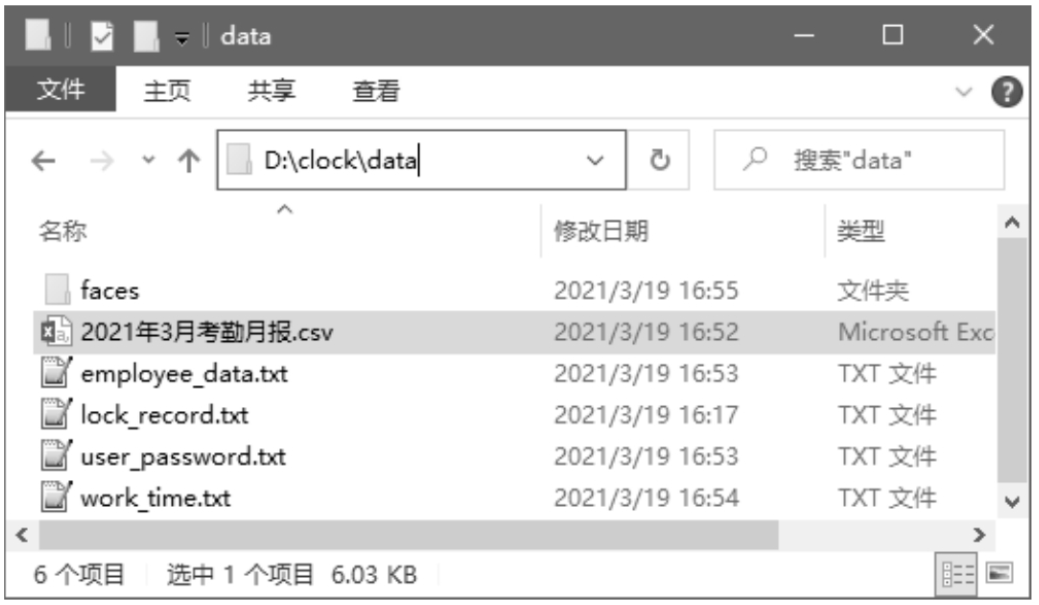 data
文件 主页 共享 查看
D:\clock\data 搜索"data"
名称 修改日期 类型
faces 2021/3/19 16:55 文件夹
2021年3月考勤月报.csv 2021/3/19 16:52 Microsoft Exc
employee_data.txt 2021/3/19 16:53 TXT 文件
lock_record.txt 2021/3/19 16:17 TXT 文件
user_password.txt 2021/3/19 16:53 TXT 文件
work_time.txt 2021/3/19 16:54 TXT 文件
6 个项目 选中 1 个项目 6.03 KB